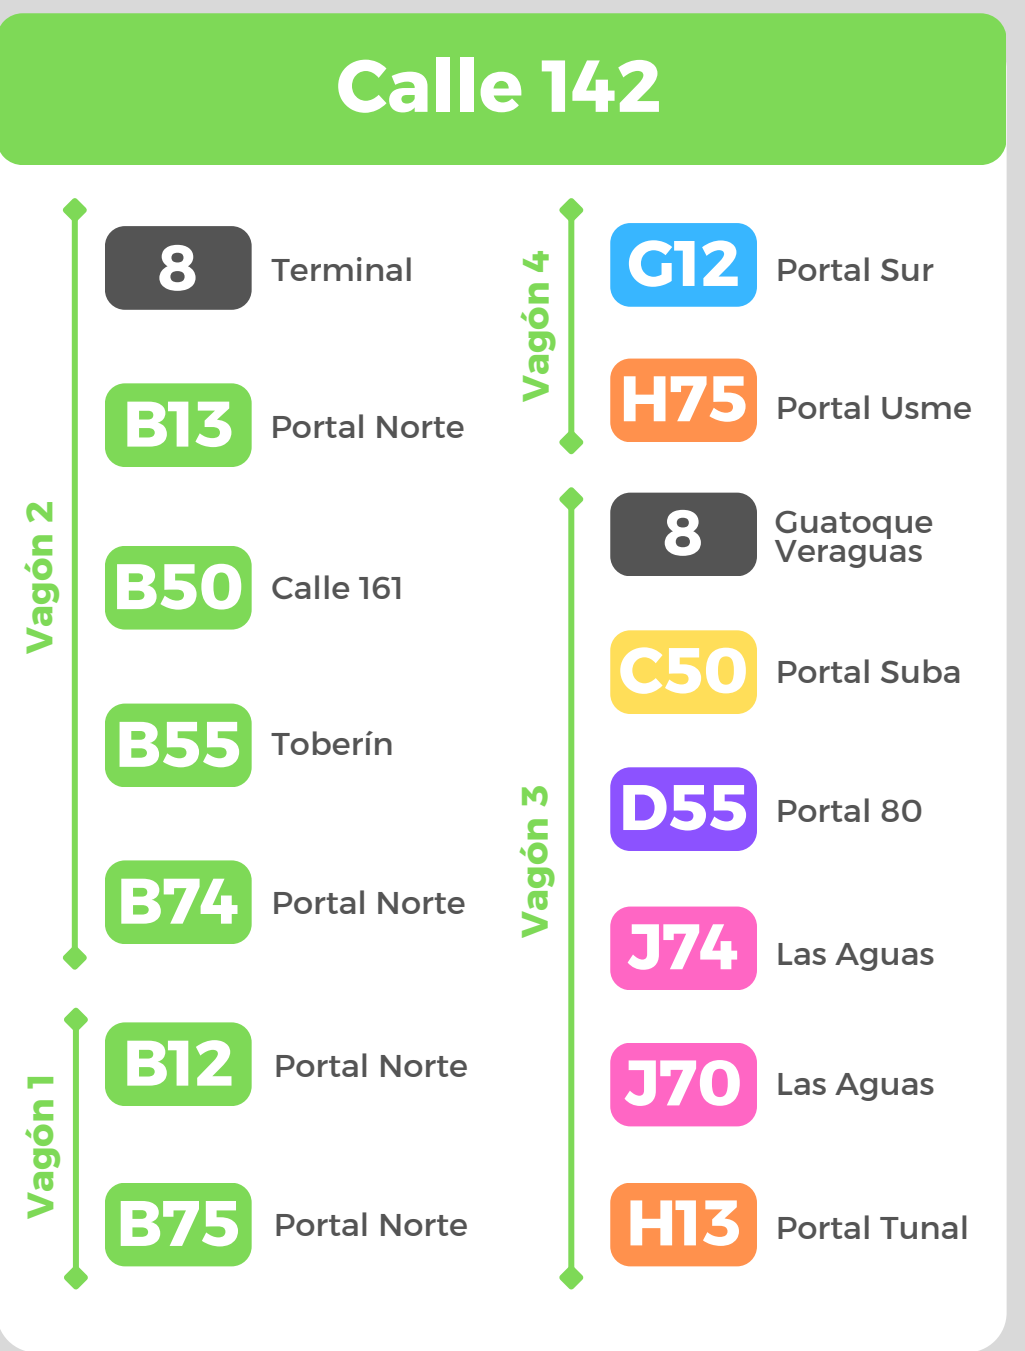 Calle 142
Vagón 2
8 Terminal
B13 Portal Norte
B50 Calle 161
B55 Toberín
B74 Portal Norte
Vagón 1
B12 Portal Norte
B75 Portal Norte
Vagón 4
G12 Portal Sur
H75 Portal Usme
Vagón 3
8 Guatoque
Veraguas
C50 Portal Suba
D55 Portal 80
J74 Las Aguas
J70 Las Aguas
H13 Portal Tunal